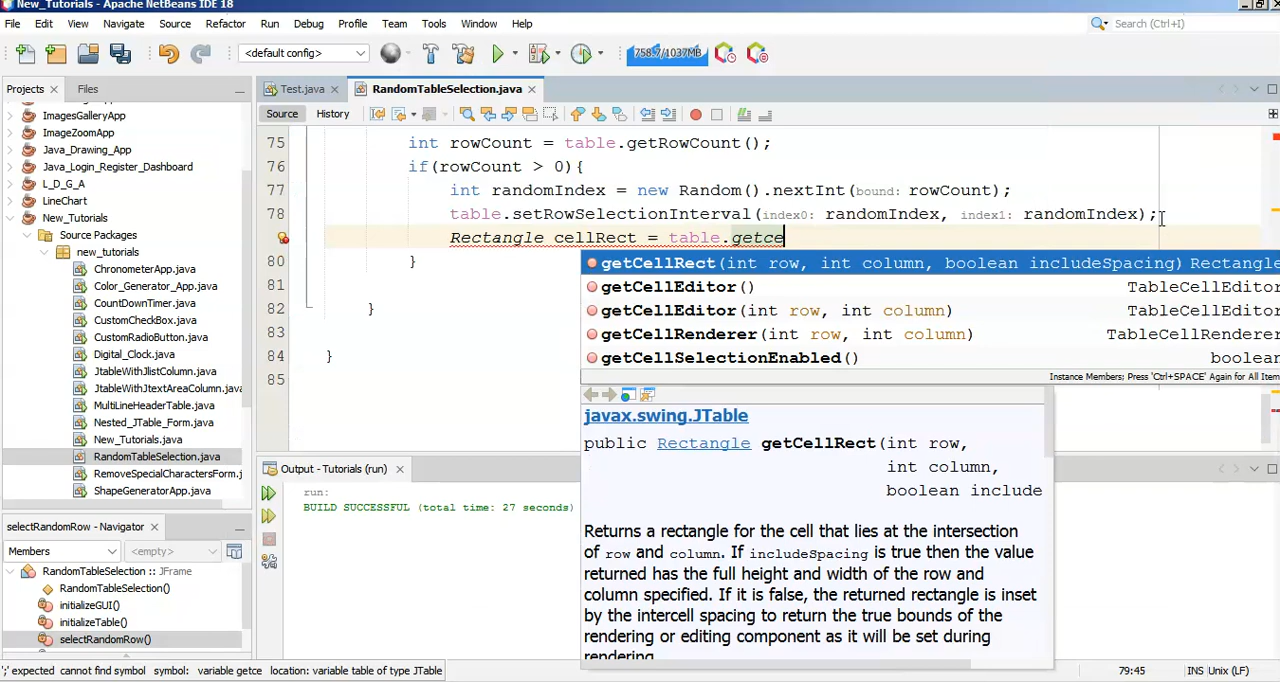 New_Tutorials - Apache NetBeans IDE 18
File Edit View Navigate Source Refactor Run Debug Profile Team Tools Window Help
Search (Ctrl+I)
<default config>
758.7/1037MB
Projects Files
Test.java RandomTableSelection.java
Source History
ImagesGalleryApp
ImageZoomApp
Java_Drawing_App
Java_Login_Register_Dashboard
L_D_G_A
LineChart
New_Tutorials
Source Packages
new_tutorials
ChronometerApp.java
Color_Generator_App.java
CountDownTimer.java
CustomCheckBox.java
CustomRadioButton.java
Digital_Clock.java
JtableWithJlistColumn.java
JtableWithJtextAreaColumn.java
MultiLineHeaderTable.java
Nested_JTable_Form.java
New_Tutorials.java
RandomTableSelection.java
RemoveSpecialCharactersForm.j
ShapeGeneratorApp.java
75 int rowCount = table.getRowCount();
76 if(rowCount > 0){
77 int randomIndex = new Random().nextInt(bound: rowCount);
78 table.setRowSelectionInterval(index0: randomIndex, index1: randomIndex);
Rectangle cellRect = table.getce
80 }
81
82 }
83
84 }
85
getCellRect(int row, int column, boolean includeSpacing) Rectangle
getCellEditor() TableCellEditor
getCellEditor(int row, int column) TableCellEditor
getCellRenderer(int row, int column) TableCellRenderer
getCellSelectionEnabled() boolean
Instance Members; Press 'Ctrl+SPACE' Again for All Item
javax.swing.JTable
public Rectangle getCellRect(int row,
int column,
boolean include
Returns a rectangle for the cell that lies at the intersection
of row and column. If includeSpacing is true then the value
returned has the full height and width of the row and
column specified. If it is false, the returned rectangle is inset
by the intercell spacing to return the true bounds of the
rendering or editing component as it will be set during
rendering
Output - Tutorials (run)
run:
BUILD SUCCESSFUL (total time: 27 seconds)
selectRandomRow() - Navigator
Members <empty>
RandomTableSelection :: JFrame
RandomTableSelection()
initializeGUI()
initializeTable()
selectRandomRow()
';' expected cannot find symbol symbol: variable getce location: variable table of type JTable
79:45 INS Unix (LF)